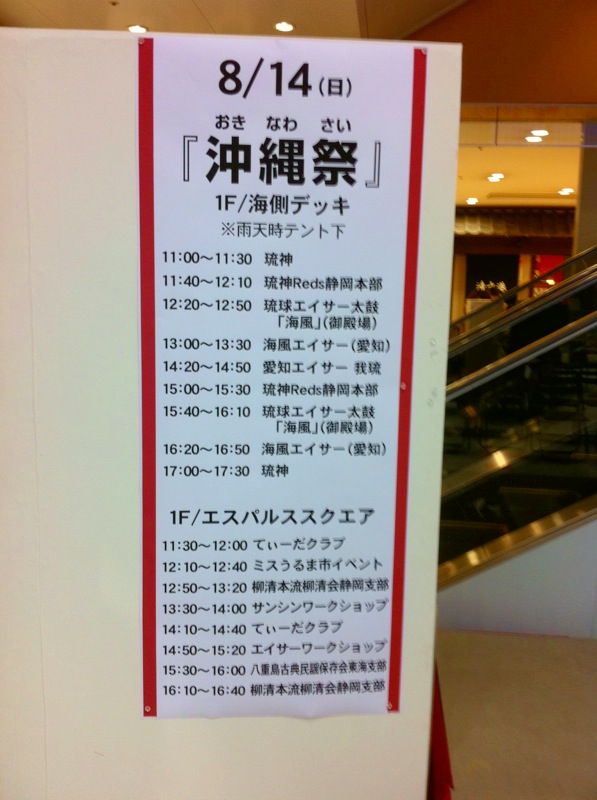 8/14(日)
おき なわ さい
『沖縄祭』
1F/海側デッキ
※雨天時テント下
11:00〜11:30 琉神
11:40〜12:10 琉神Reds静岡本部
12:20〜12:50 琉球エイサー太鼓
「海風」(御殿場)
13:00〜13:30 海風エイサー(愛知)
14:20〜14:50 愛知エイサー 我琉
15:00〜15:30 琉神Reds静岡本部
15:40〜16:10 琉球エイサー太鼓
「海風」(御殿場)
16:20〜16:50 海風エイサー(愛知)
17:00〜17:30 琉神
1F/エスパルススクエア
11:30〜12:00 てぃーだクラブ
12:10〜12:40 ミスうるま市イベント
12:50〜13:20 柳清本流柳清会静岡支部
13:30〜14:00 サンシンワークショップ
14:10〜14:40 てぃーだクラブ
14:50〜15:20 エイサーワークショップ
15:30〜16:00 八重島古典民謡保存会東海支部
16:10〜16:40 柳清本流柳清会静岡支部